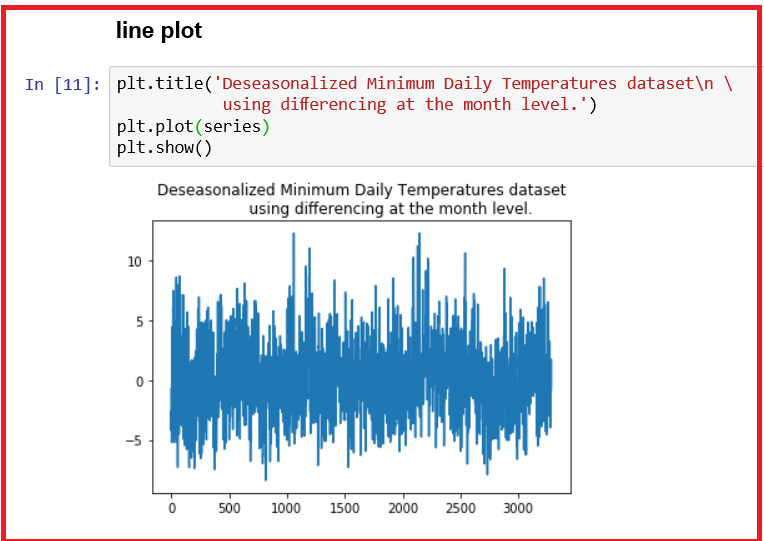 line plot
In [11]: plt.title('Deseasonalized Minimum Daily Temperatures dataset\n \
using differencing at the month level.')
plt.plot(series)
plt.show()
Deseasonalized Minimum Daily Temperatures dataset
using differencing at the month level.
10
5
0
−5
0 500 1000 1500 2000 2500 3000